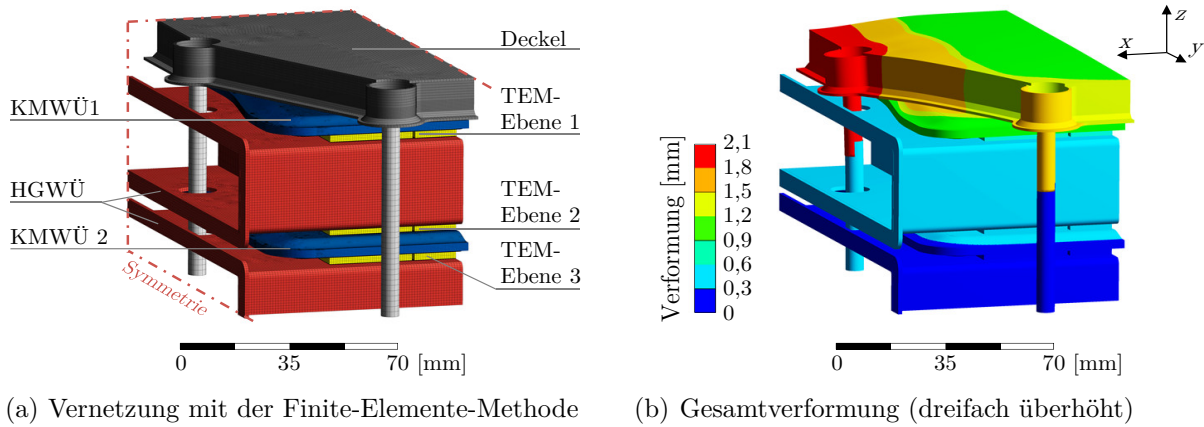 Deckel
KMWÜ1
TEM-
Ebene 1
HGWÜ
TEM-
Ebene 2
KMWÜ 2
TEM-
Ebene 3
Symmetrie
0 35 70 [mm]
(a) Vernetzung mit der Finite-Elemente-Methode
z
x
y
Verformung [mm]
2,1
1,8
1,5
1,2
0,9
0,6
0,3
0
0 35 70 [mm]
(b) Gesamtverformung (dreifach überhöht)